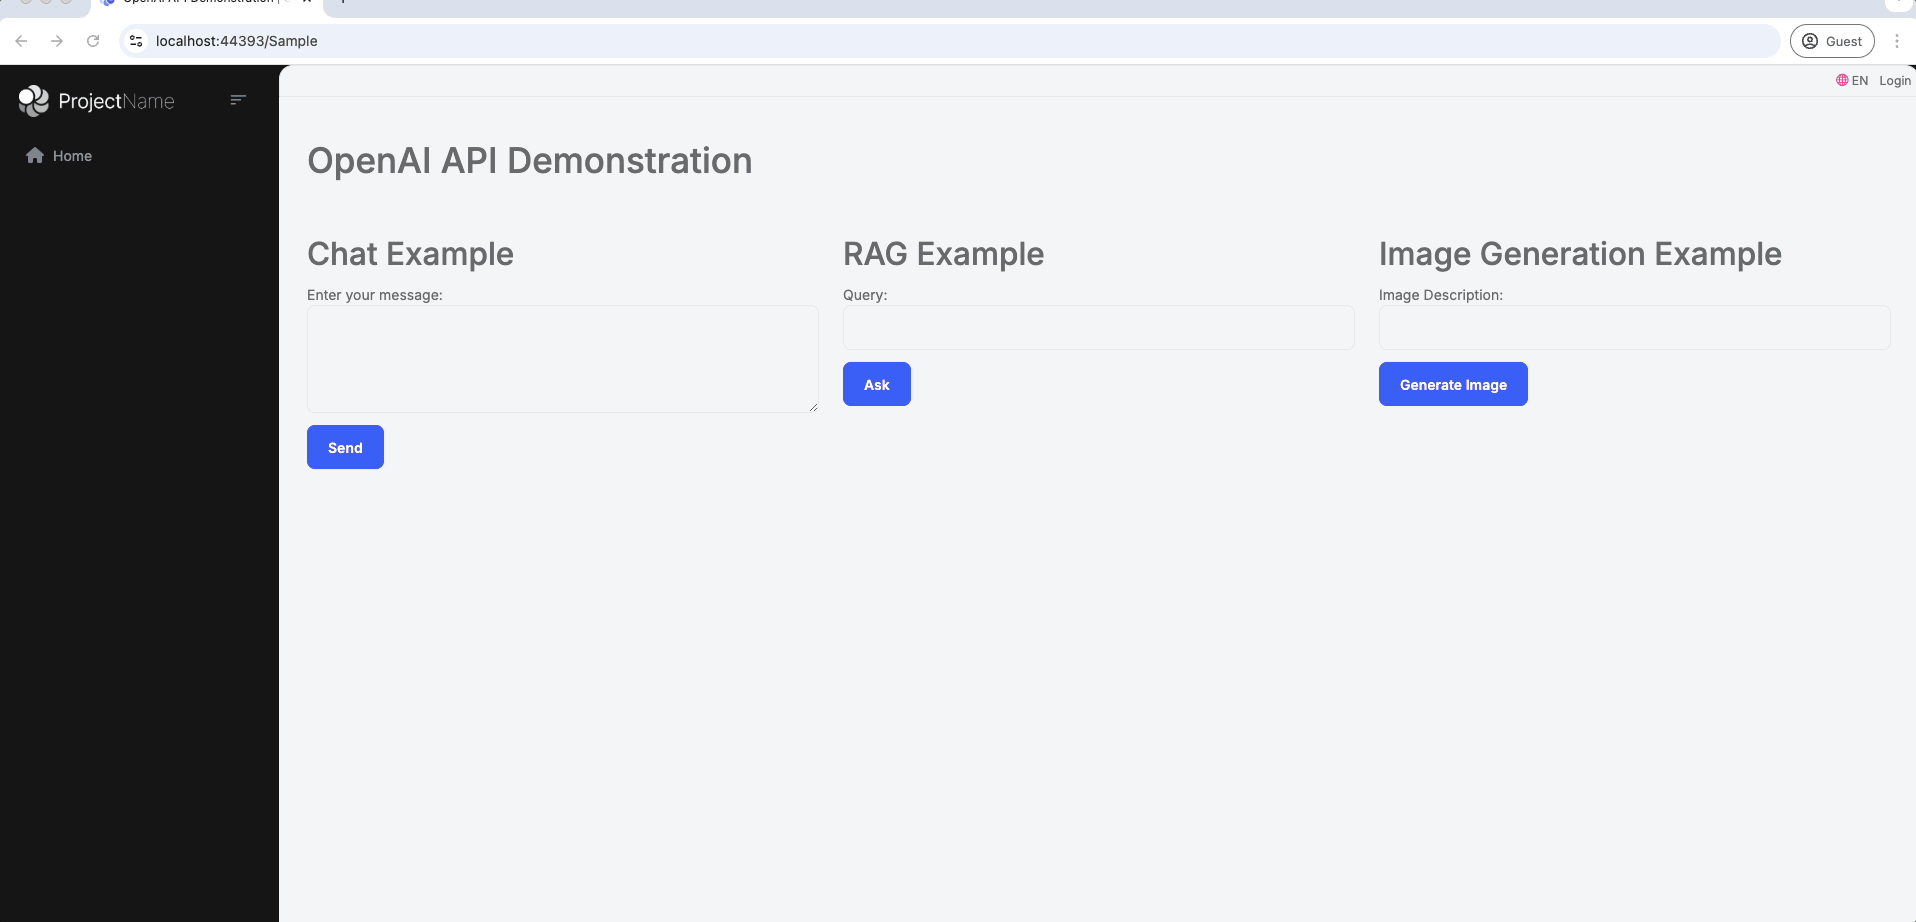 OpenAI API Demonstration
localhost:44393/Sample
Guest
ProjectName
EN Login
Home
OpenAI API Demonstration
Chat Example
Enter your message:
Send
RAG Example
Query:
Ask
Image Generation Example
Image Description:
Generate Image